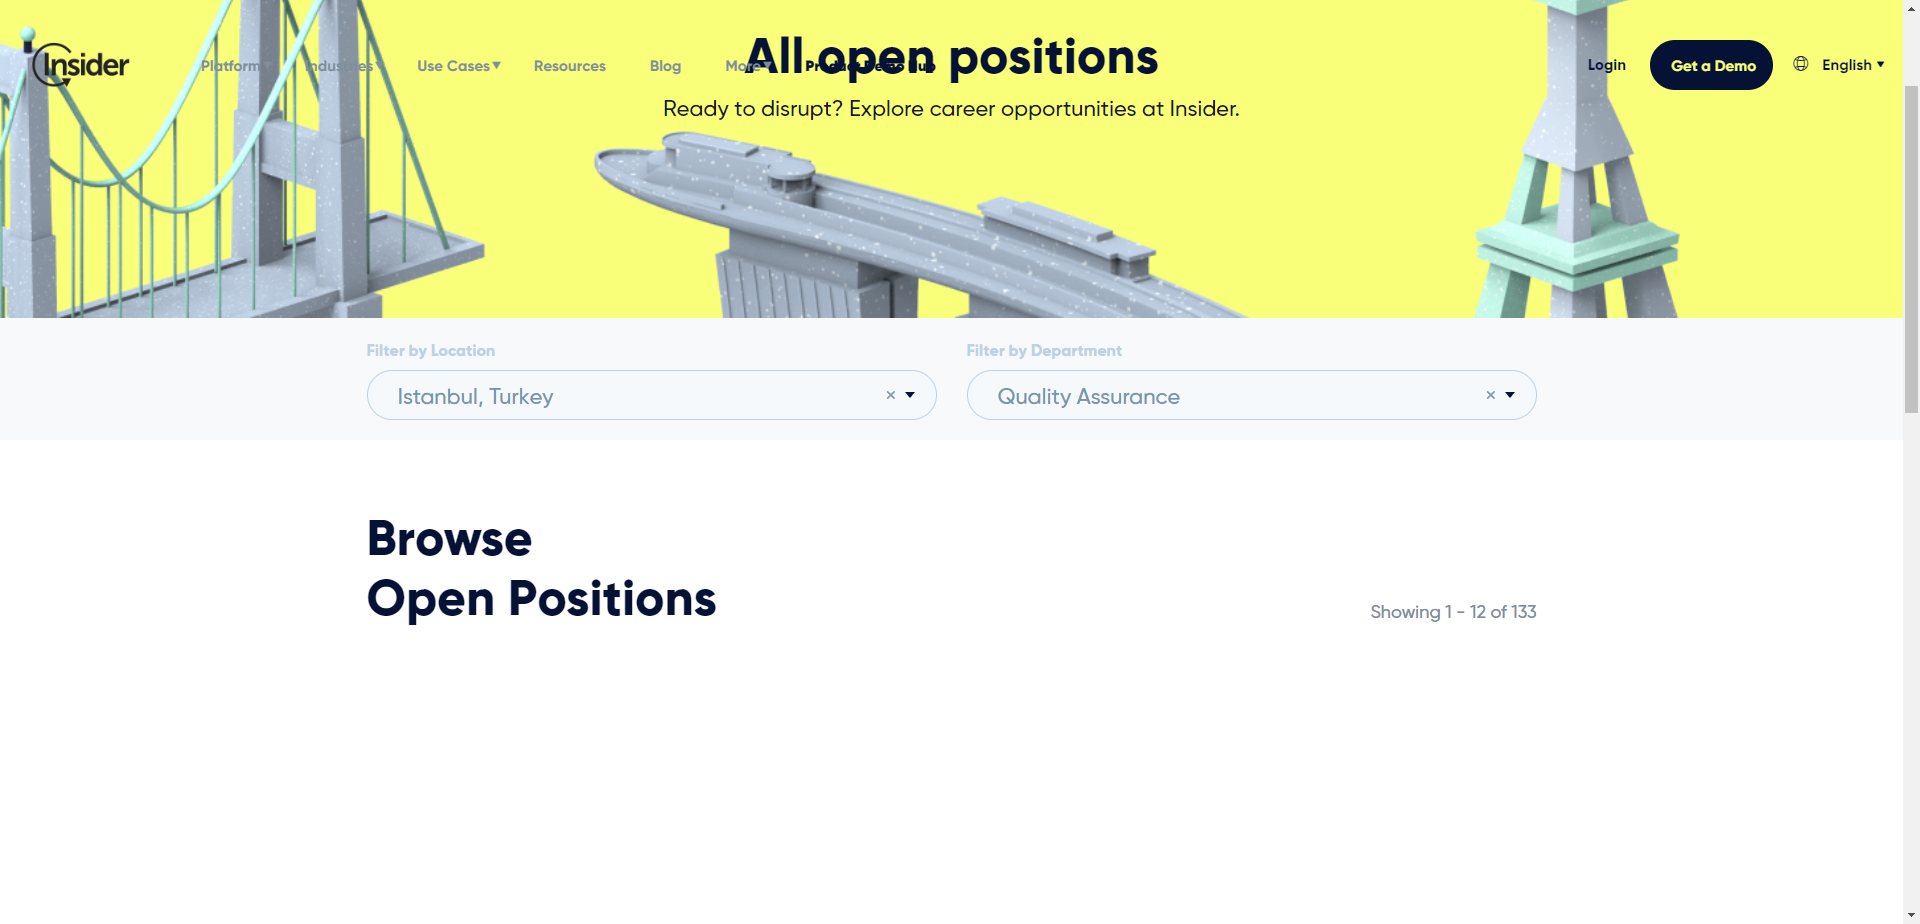 Insider
Platform
Industries
Use Cases
Resources
Blog
More
Product Demo Hub
Login
Get a Demo
English
All open positions
Ready to disrupt? Explore career opportunities at Insider.
Filter by Location
Filter by Department
Istanbul, Turkey
×
Quality Assurance
×
Browse
Open Positions
Showing 1 - 12 of 133